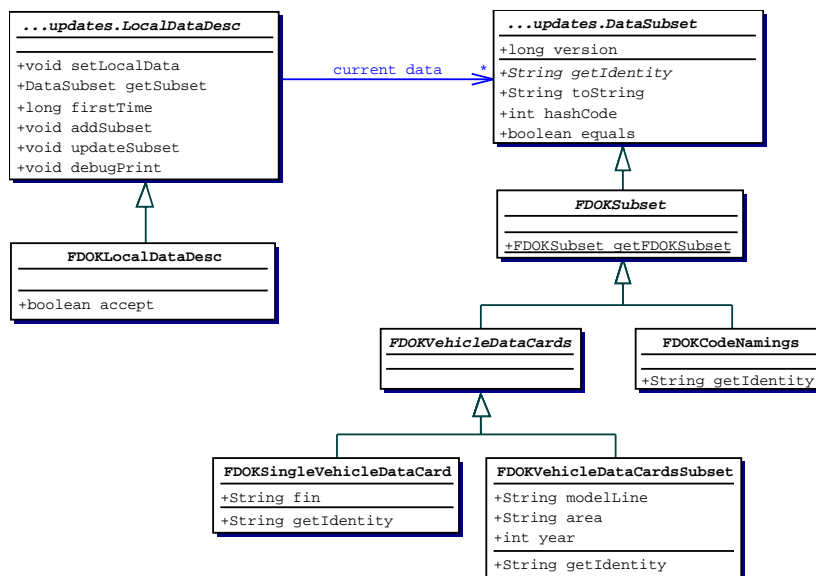 ...updates.LocalDataDesc
+void setLocalData
+DataSubset getSubset
+long firstTime
+void addSubset
+void updateSubset
+void debugPrint
current data
*
...updates.DataSubset
+long version
+String getIdentity
+String toString
+int hashCode
+boolean equals
FDOKLocalDataDesc
+boolean accept
FDOKSubset
+FDOKSubset getFDOKSubset
FDOKVehicleDataCards
FDOKCodeNamings
+String getIdentity
FDOKSingleVehicleDataCard
+String fin
+String getIdentity
FDOKVehicleDataCardsSubset
+String modelLine
+String area
+int year
+String getIdentity